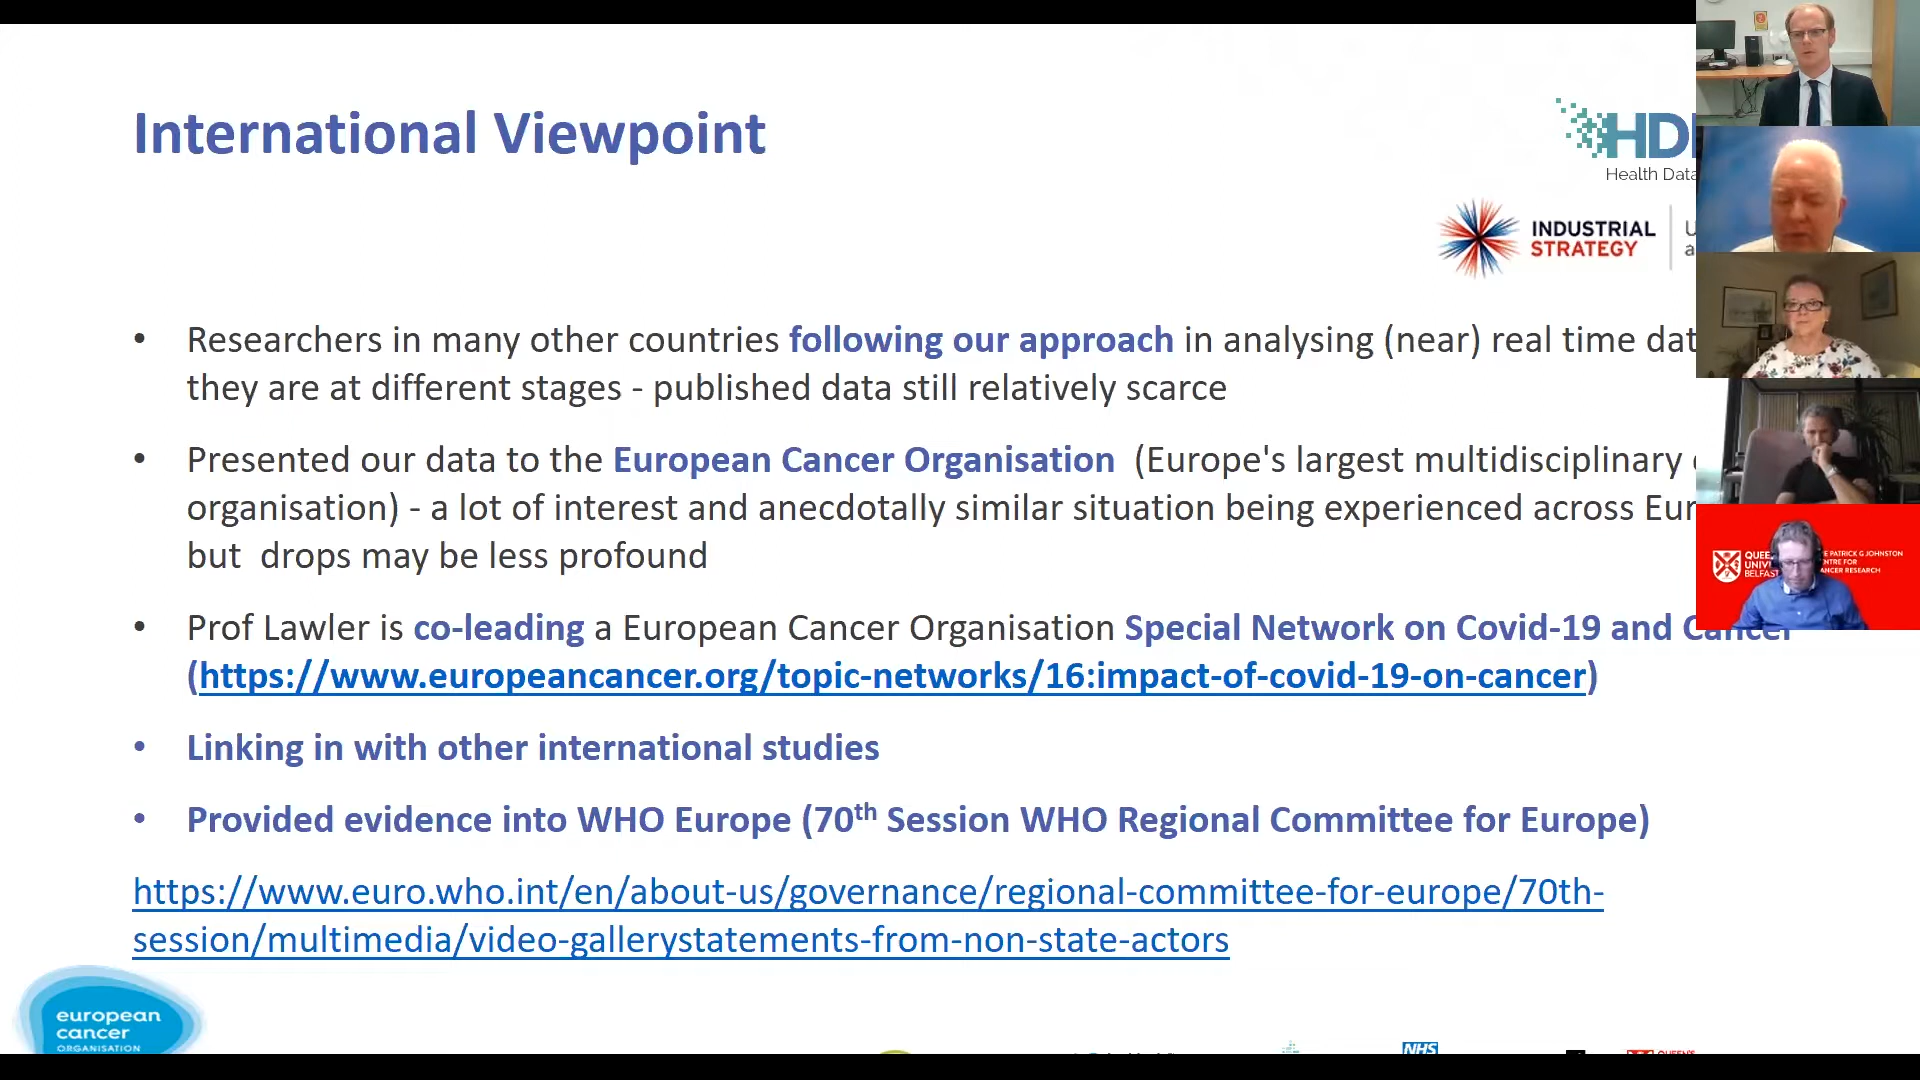 International Viewpoint
Health Data
INDUSTRIAL
STRATEGY
• Researchers in many other countries following our approach in analysing (near) real time
they are at different stages - published data still relatively scarce
• Presented our data to the European Cancer Organisation (Europe's largest multidisciplinary
organisation) - a lot of interest and anecdotally similar situation being experienced across
but drops may be less profound
• Prof Lawler is co-leading a European Cancer Organisation Special Network on Covid-19 and Cancer
(https://www.europeancancer.org/topic-networks/16:impact-of-covid-19-on-cancer)
• Linking in with other international studies
• Provided evidence into WHO Europe (70th Session WHO Regional Committee for Europe)
https://www.euro.who.int/en/about-us/governance/regional-committee-for-europe/70th-
session/multimedia/video-gallerystatements-from-non-state-actors
european
cancer
ORGANISATION
NHS
PATRICK G JOHNSTON
BELFAST